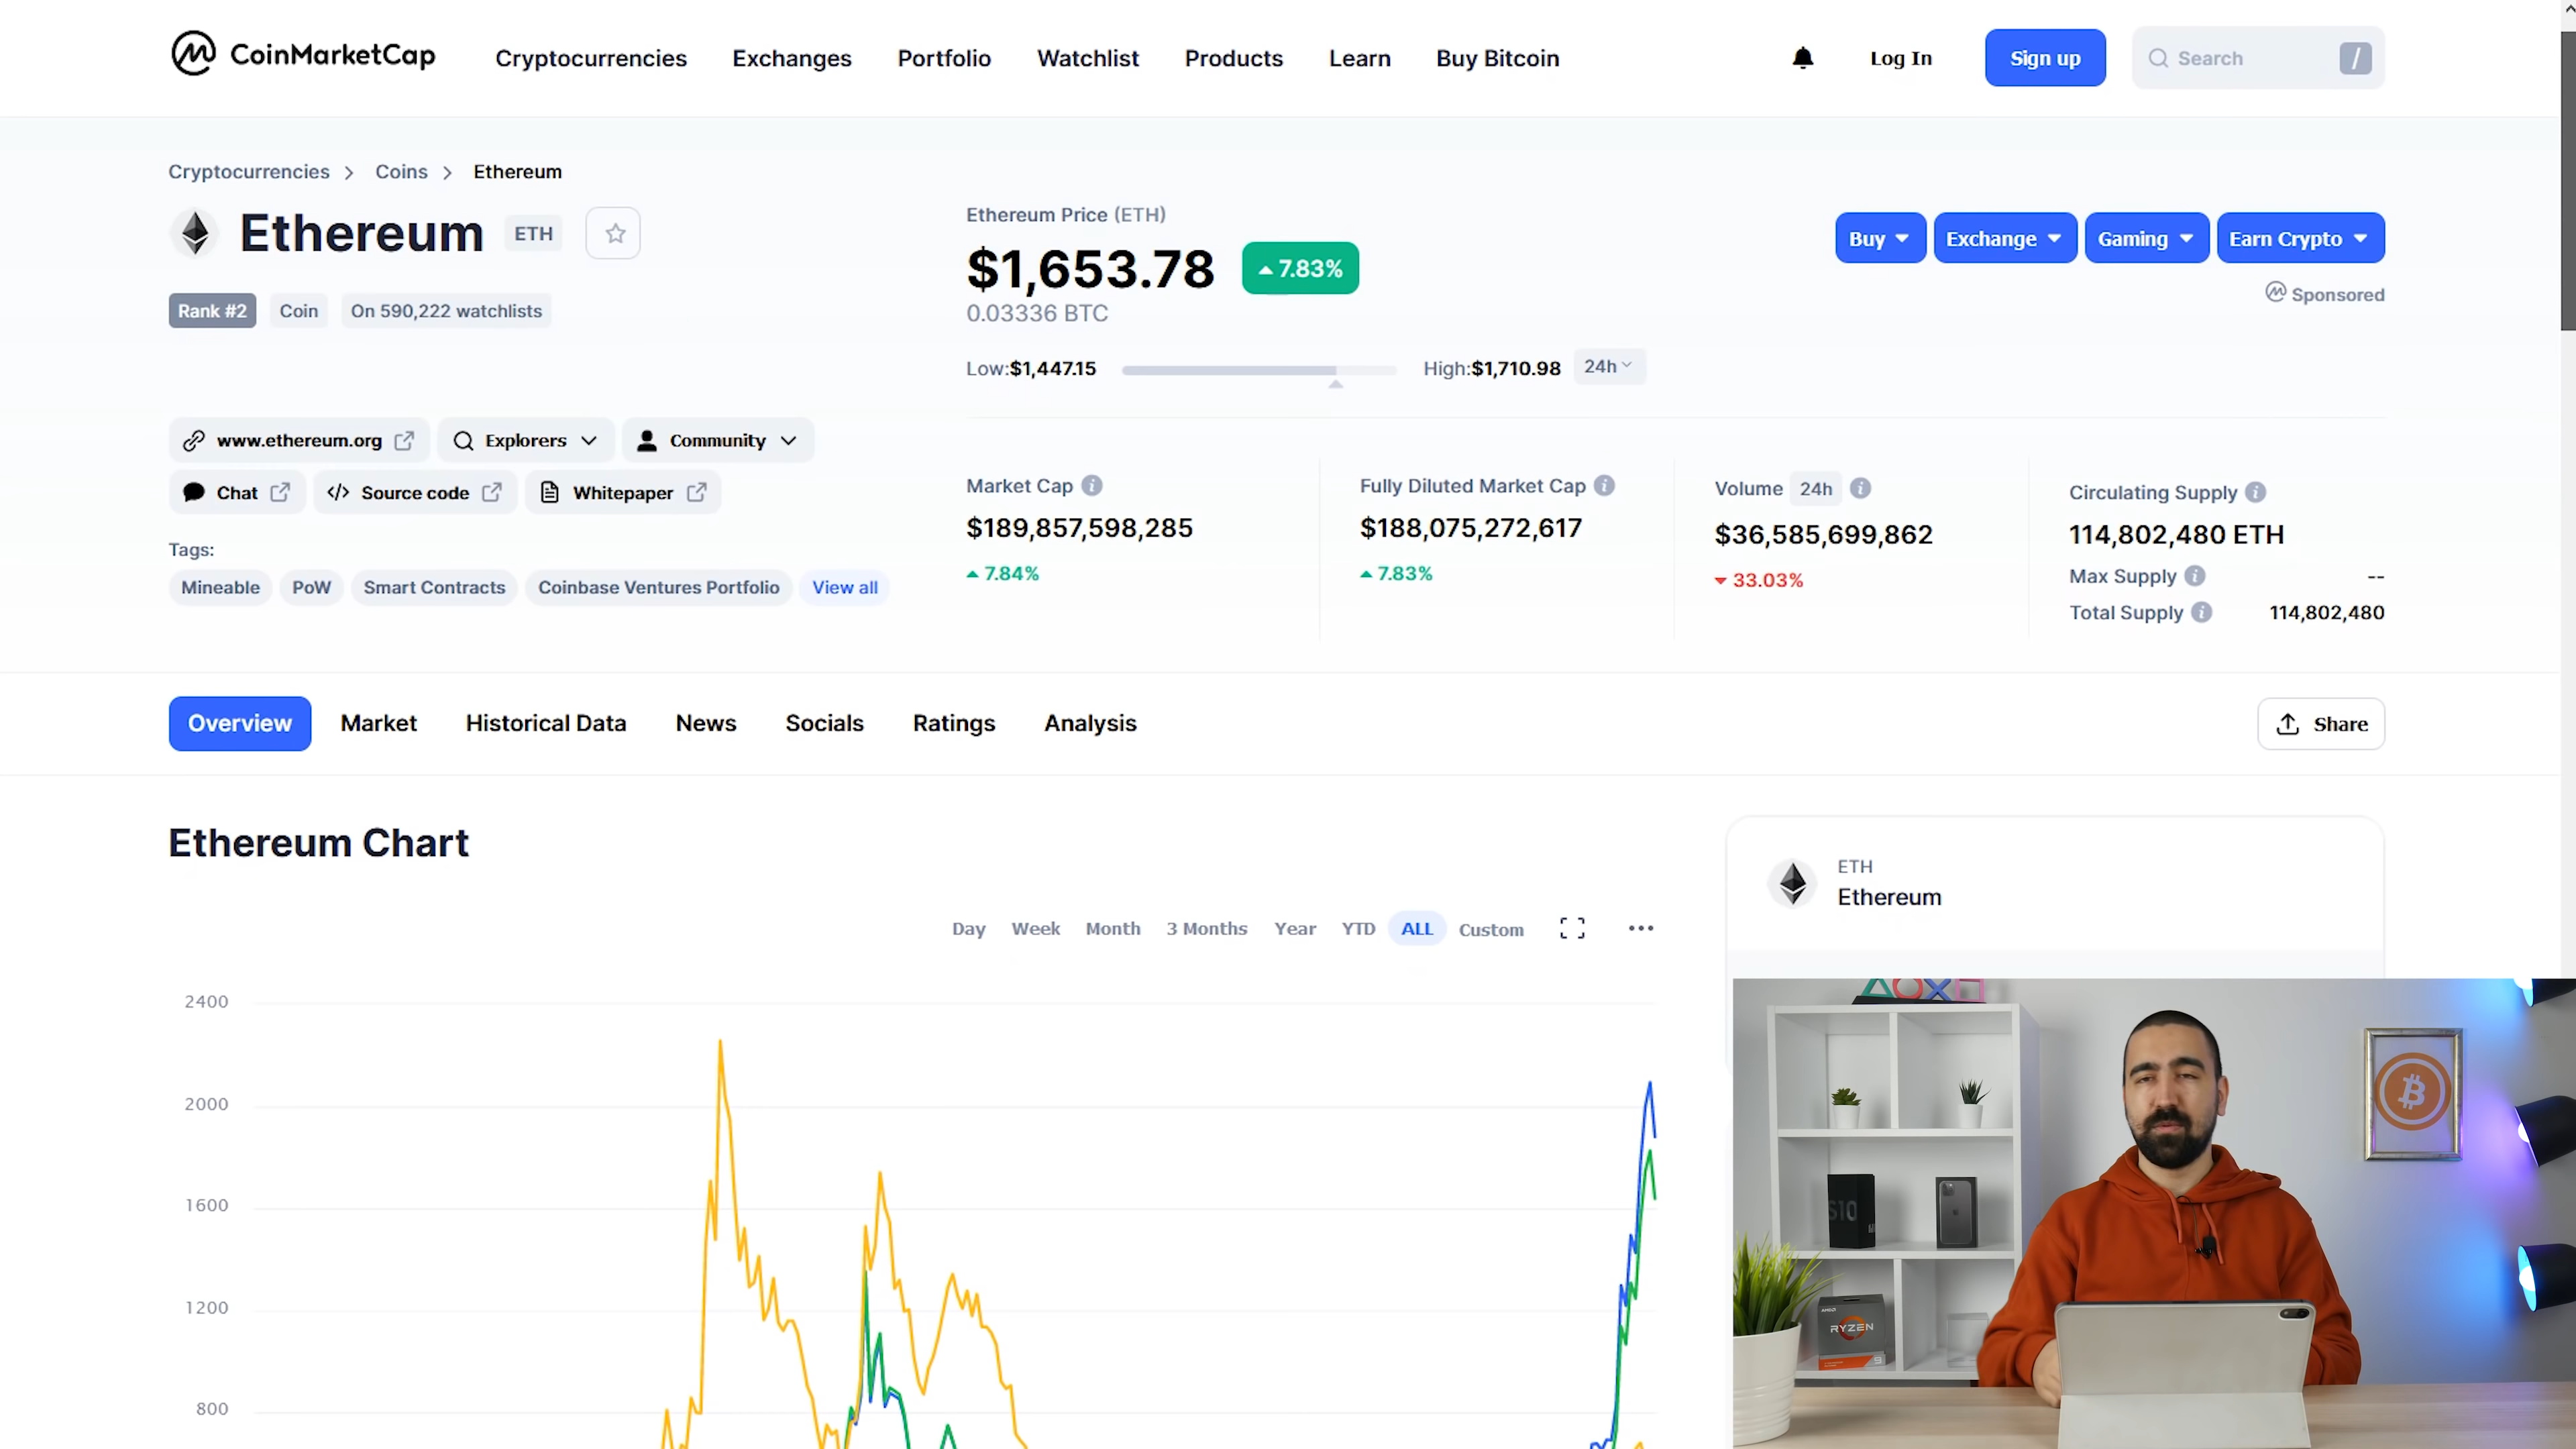 CoinMarketCap Cryptocurrencies Exchanges Portfolio Watchlist Products Learn Buy Bitcoin Log In Sign up Search /
Cryptocurrencies > Coins > Ethereum
Ethereum ETH
Rank #2 Coin On 590,222 watchlists
Ethereum Price (ETH)
$1,653.78 7.83%
0.03336 BTC
Low:$1,447.15 High:$1,710.98 24h
Buy Exchange Gaming Earn Crypto
Sponsored
www.ethereum.org Explorers Community
Chat Source code Whitepaper
Tags:
Mineable PoW Smart Contracts Coinbase Ventures Portfolio View all
Market Cap
$189,857,598,285
7.84%
Fully Diluted Market Cap
$188,075,272,617
7.83%
Volume 24h
$36,585,699,862
33.03%
Circulating Supply
114,802,480 ETH
Max Supply --
Total Supply 114,802,480
Overview Market Historical Data News Socials Ratings Analysis Share
Ethereum Chart
Day Week Month 3 Months Year YTD ALL Custom
2400
2000
1600
1200
800
ETH
Ethereum
S10
AMD
RYZEN
9